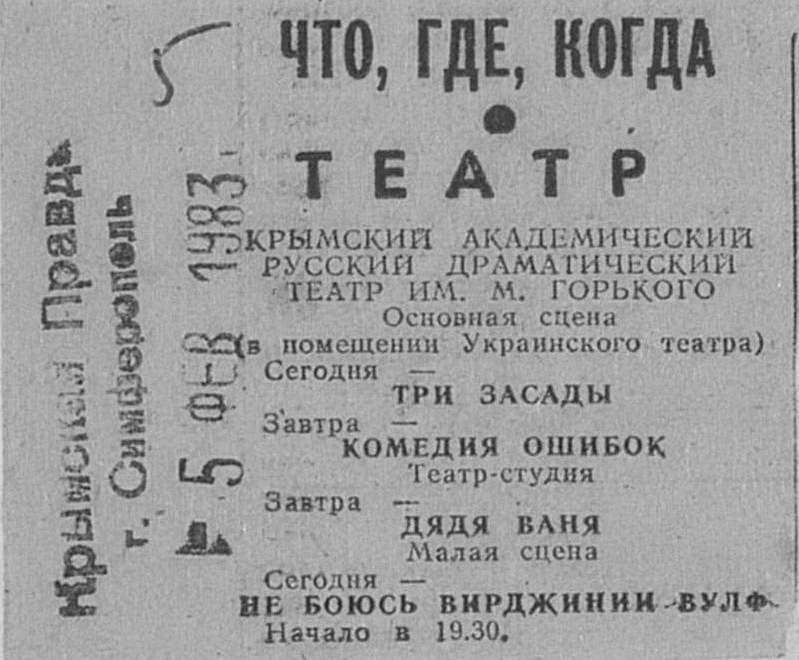 ЧТО, ГДЕ, КОГДА
ТЕАТР
КРЫМСКИЙ АКАДЕМИЧЕСКИЙ
РУССКИЙ ДРАМАТИЧЕСКИЙ
ТЕАТР ИМ. М. ГОРЬКОГО
Основная сцена
(в помещении Украинского театра)
Сегодня —
ТРИ ЗАСАДЫ
Завтра —
КОМЕДИЯ ОШИБОК
Театр-студия
Завтра —
ДЯДЯ ВАНЯ
Малая сцена
Сегодня —
НЕ БОЮСЬ ВИРДЖИНИИ ВУЛФ
Начало в 19.30.
Крымская Правда
г. Симферополь
5 ФЕВ 1983